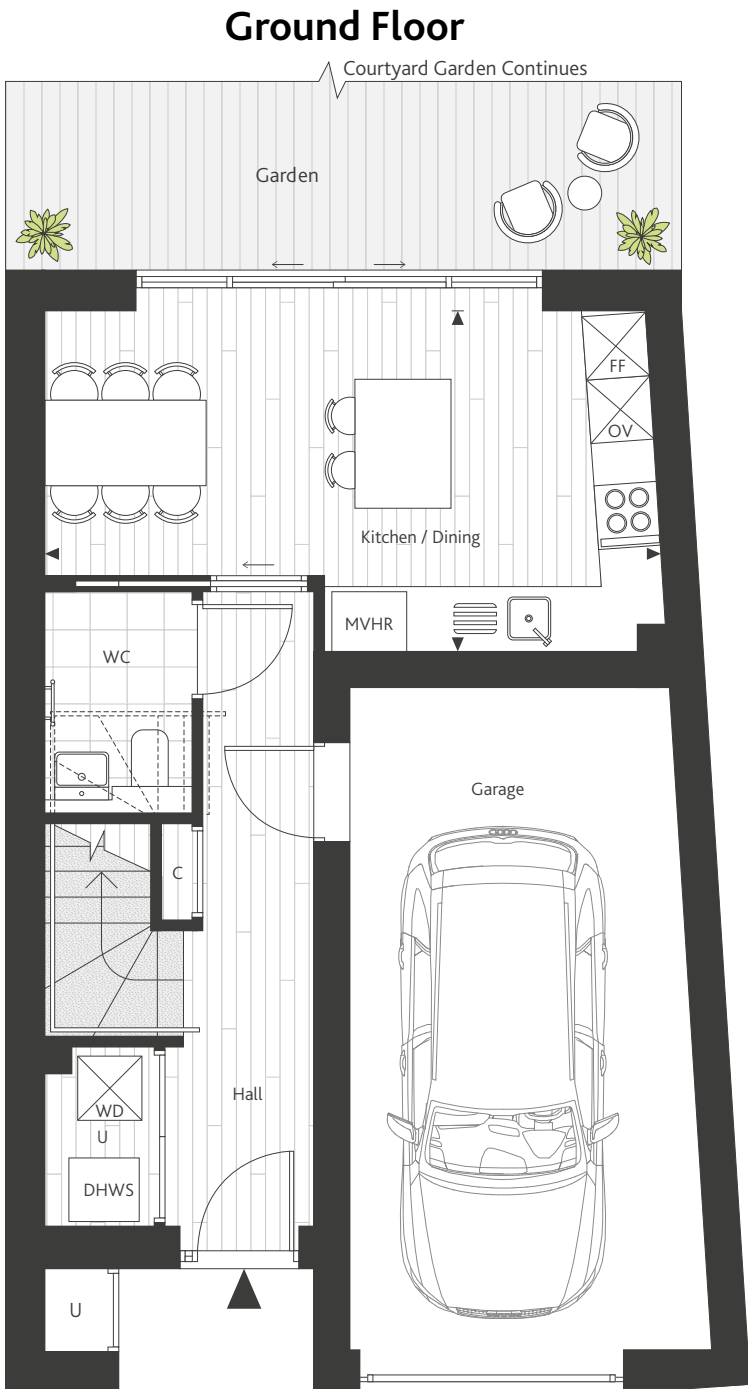 Ground Floor
Courtyard Garden Continues
Garden
FF
OV
Kitchen / Dining
MVHR
WC
Garage
C
Hall
WD
U
DHWS
U